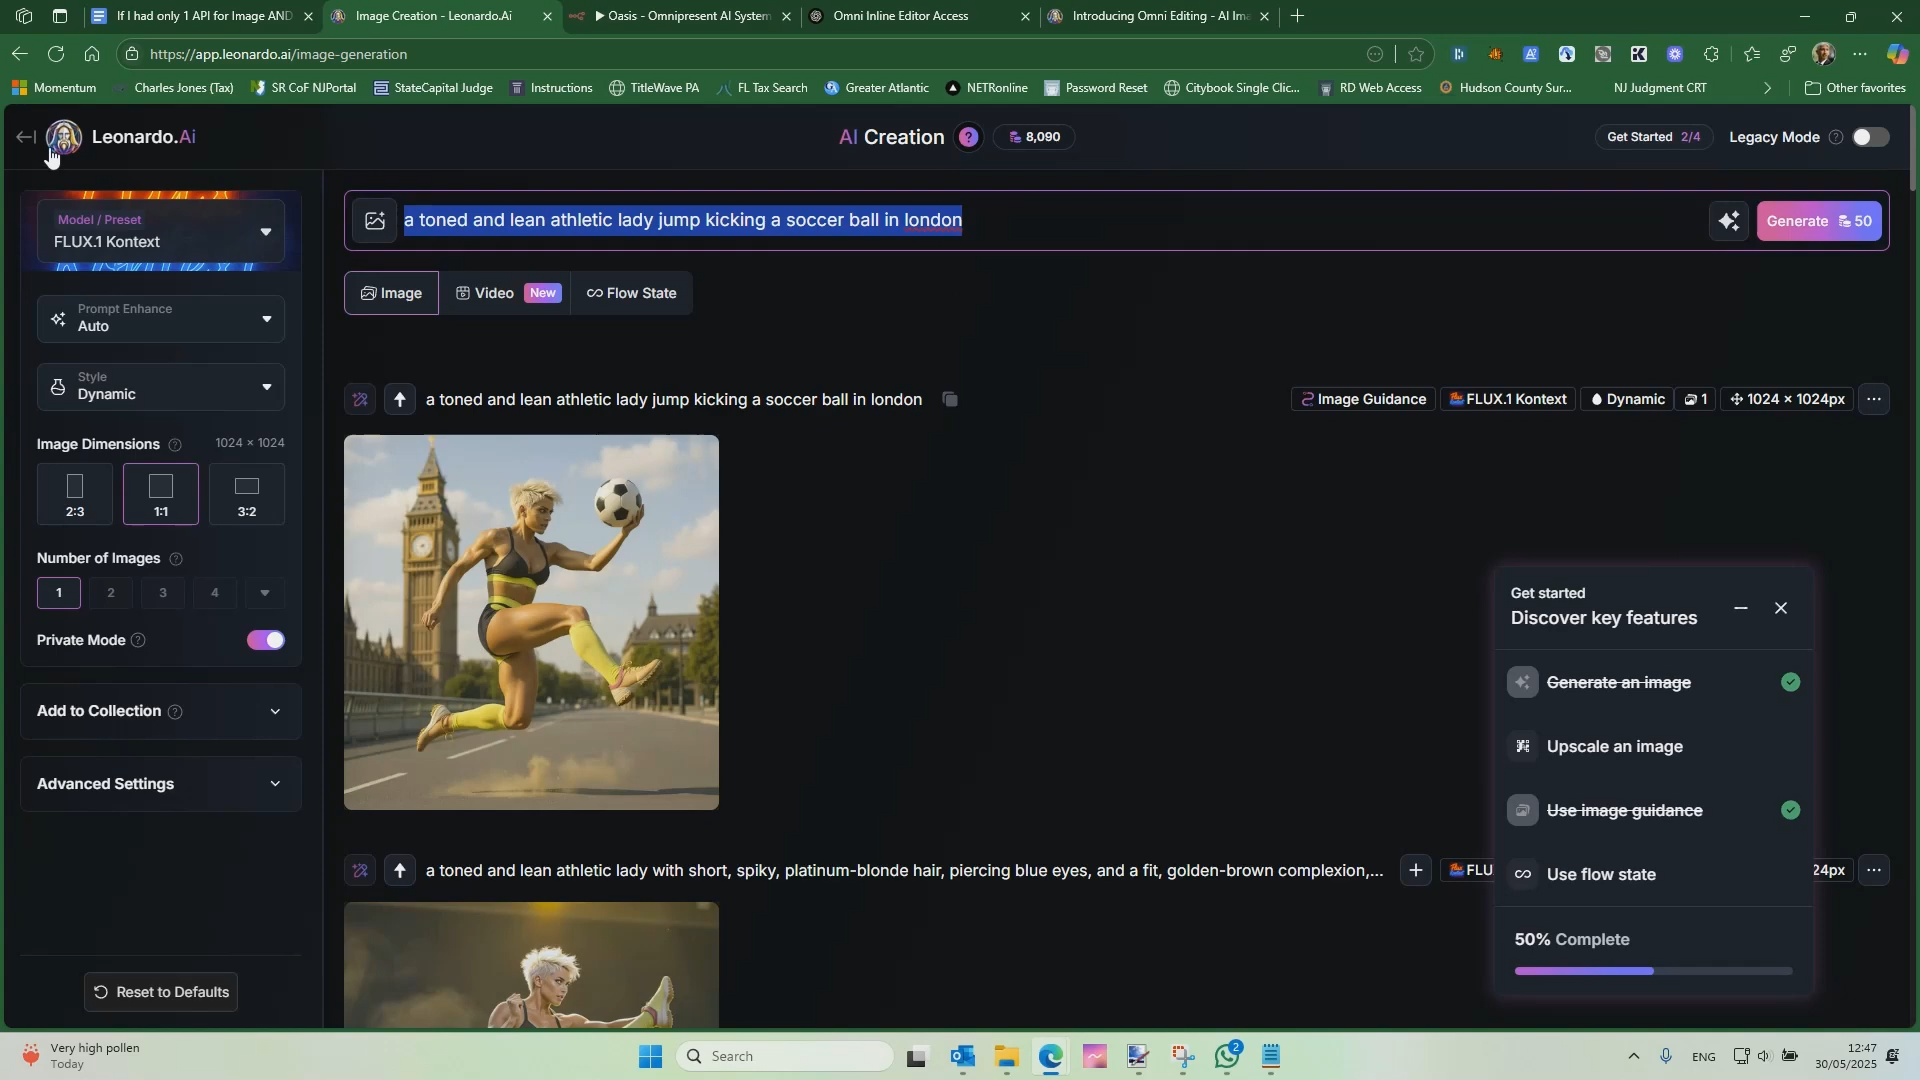 If I had only 1 API for Image AND
Image Creation - Leonardo.Ai
Oasis - Omnipresent AI System
Omni Inline Editor Access
Introducing Omni Editing - AI Ima
https://app.leonardo.ai/image-generation
Momentum
Charles Jones (Tax)
SR CoF NJPortal
StateCapital Judge
Instructions
TitleWave PA
FL Tax Search
Greater Atlantic
NETRonline
Password Reset
Citybook Single Clic...
RD Web Access
Hudson County Sur...
NJ Judgment CRT
Other favorites
Leonardo.Ai
AI Creation
?
8,090
Get Started 2/4
Legacy Mode
Model / Preset
FLUX.1 Kontext
a toned and lean athletic lady jump kicking a soccer ball in london
Generate 50
Prompt Enhance
Auto
Image
Video New
Flow State
Style
Dynamic
a toned and lean athletic lady jump kicking a soccer ball in london
Image Guidance
FLUX.1 Kontext
Dynamic
1
1024 × 1024px
Image Dimensions
1024 × 1024
2:3
1:1
3:2
Number of Images
1
2
3
4
Private Mode
Add to Collection
Advanced Settings
Reset to Defaults
Get started
Discover key features
Generate an image
Upscale an image
Use image guidance
Use flow state
50% Complete
a toned and lean athletic lady with short, spiky, platinum-blonde hair, piercing blue eyes, and a fit, golden-brown complexion,...
FLU
24px
Very high pollen
Today
Search
2
ENG
12:47
30/05/2025